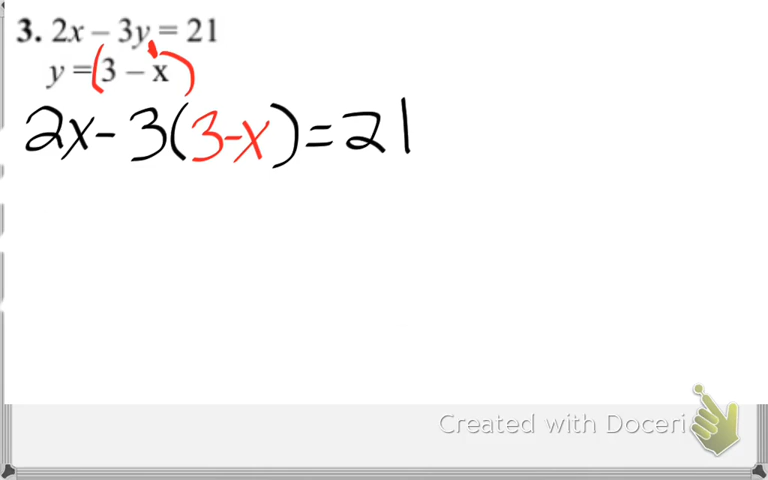 3. 2x – 3y = 21
y = (3 – x)
2x - 3(3-x) = 21
Created with Doceri